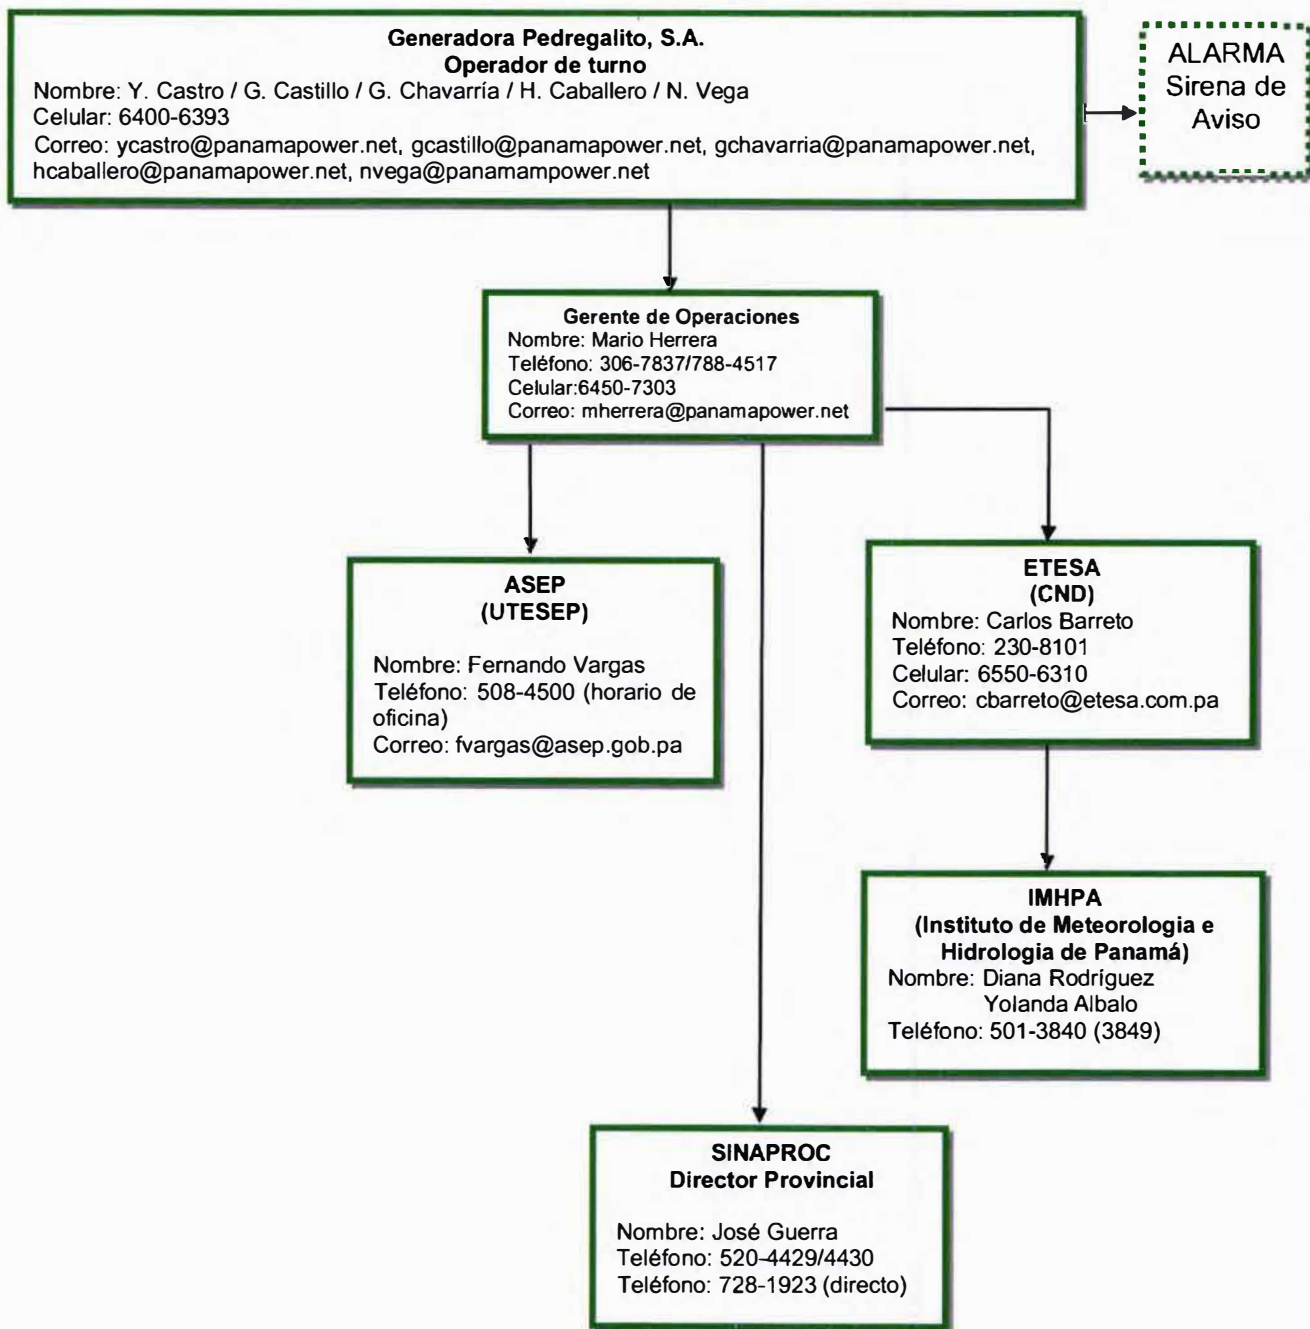 Generadora Pedregalito, S.A.
Operador de turno
Nombre: Y. Castro / G. Castillo / G. Chavarría / H. Caballero / N. Vega
Celular: 6400-6393
Correo: ycastro@panamapower.net, gcastillo@panamapower.net, gchavarria@panamapower.net,
hcaballero@panamapower.net, nvega@panamampower.net
ALARMA
Sirena de
Aviso
Gerente de Operaciones
Nombre: Mario Herrera
Teléfono: 306-7837/788-4517
Celular:6450-7303
Correo: mherrera@panamapower.net
ASEP
(UTESEP)
Nombre: Fernando Vargas
Teléfono: 508-4500 (horario de
oficina)
Correo: fvargas@asep.gob.pa
ETESA
(CND)
Nombre: Carlos Barreto
Teléfono: 230-8101
Celular: 6550-6310
Correo: cbarreto@etesa.com.pa
IMHPA
(Instituto de Meteorologia e
Hidrologia de Panamá)
Nombre: Diana Rodríguez
Yolanda Albalo
Teléfono: 501-3840 (3849)
SINAPROC
Director Provincial
Nombre: José Guerra
Teléfono: 520-4429/4430
Teléfono: 728-1923 (directo)